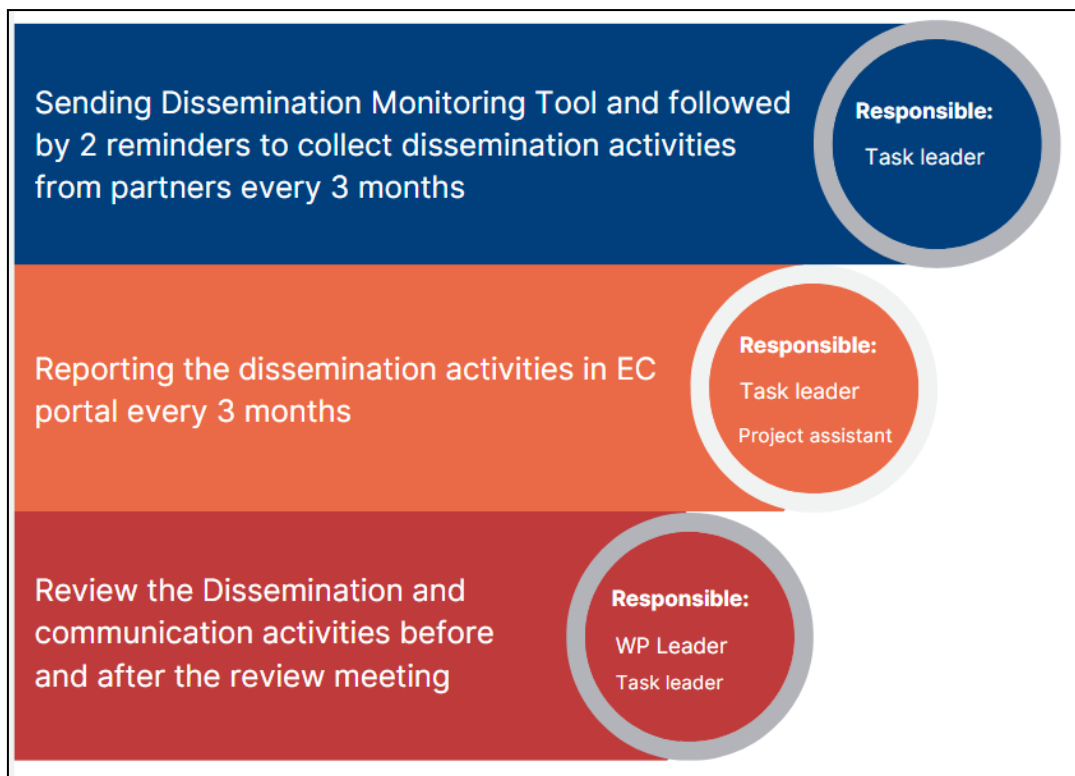 Sending Dissemination Monitoring Tool and followed
by 2 reminders to collect dissemination activities
from partners every 3 months
Responsible:
Task leader
Reporting the dissemination activities in EC
portal every 3 months
Responsible:
Task leader
Project assistant
Review the Dissemination and
communication activities before
and after the review meeting
Responsible:
WP Leader
Task leader